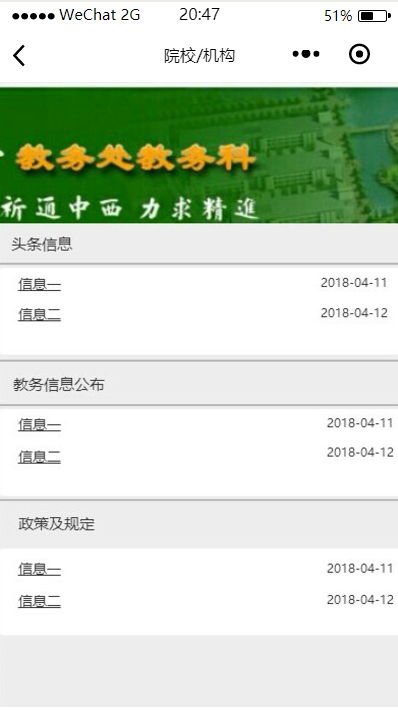 WeChat 2G 20:47 51%
院校/机构
教务处教务科
祈通中西 力求精進
头条信息
信息一 2018-04-11
信息二 2018-04-12
教务信息公布
信息一 2018-04-11
信息二 2018-04-12
政策及规定
信息一 2018-04-11
信息二 2018-04-12